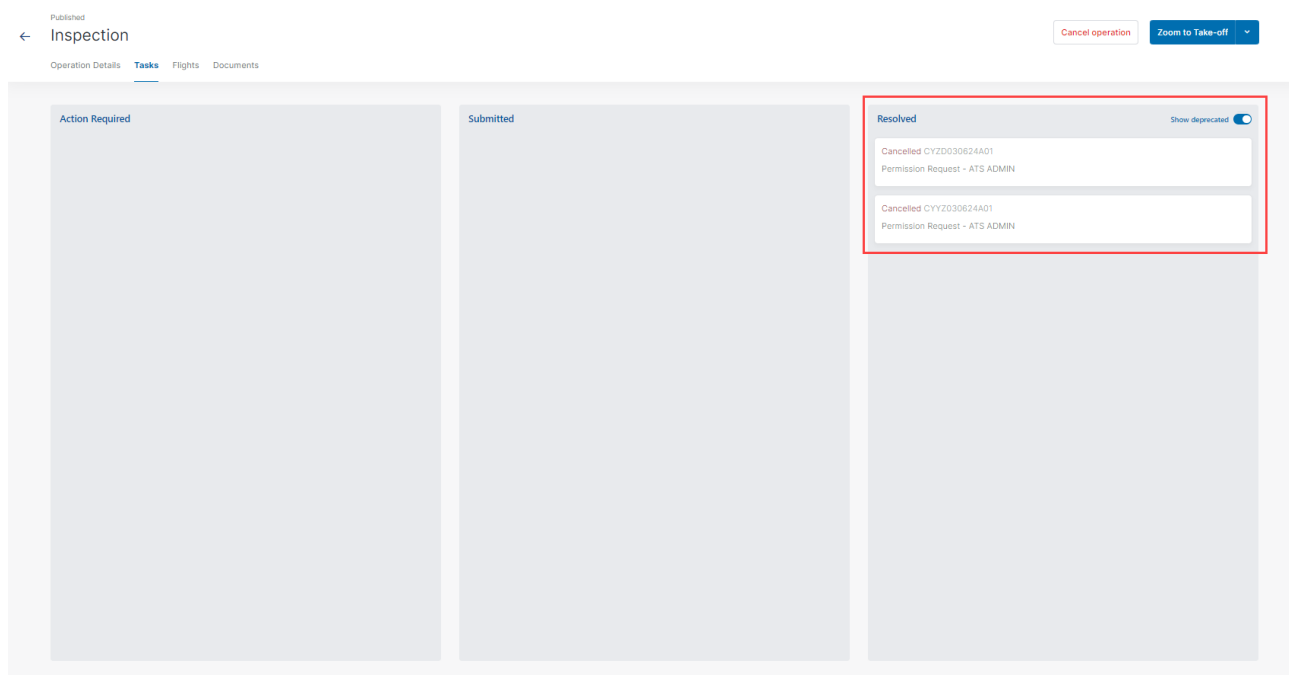 Published
Inspection
Cancel operation
Zoom to Take-off
Operation Details Tasks Flights Documents
Action Required
Submitted
Resolved
Show deprecated
Cancelled CYZD030624A01
Permission Request - ATS ADMIN
Cancelled CYYZ030624A01
Permission Request - ATS ADMIN